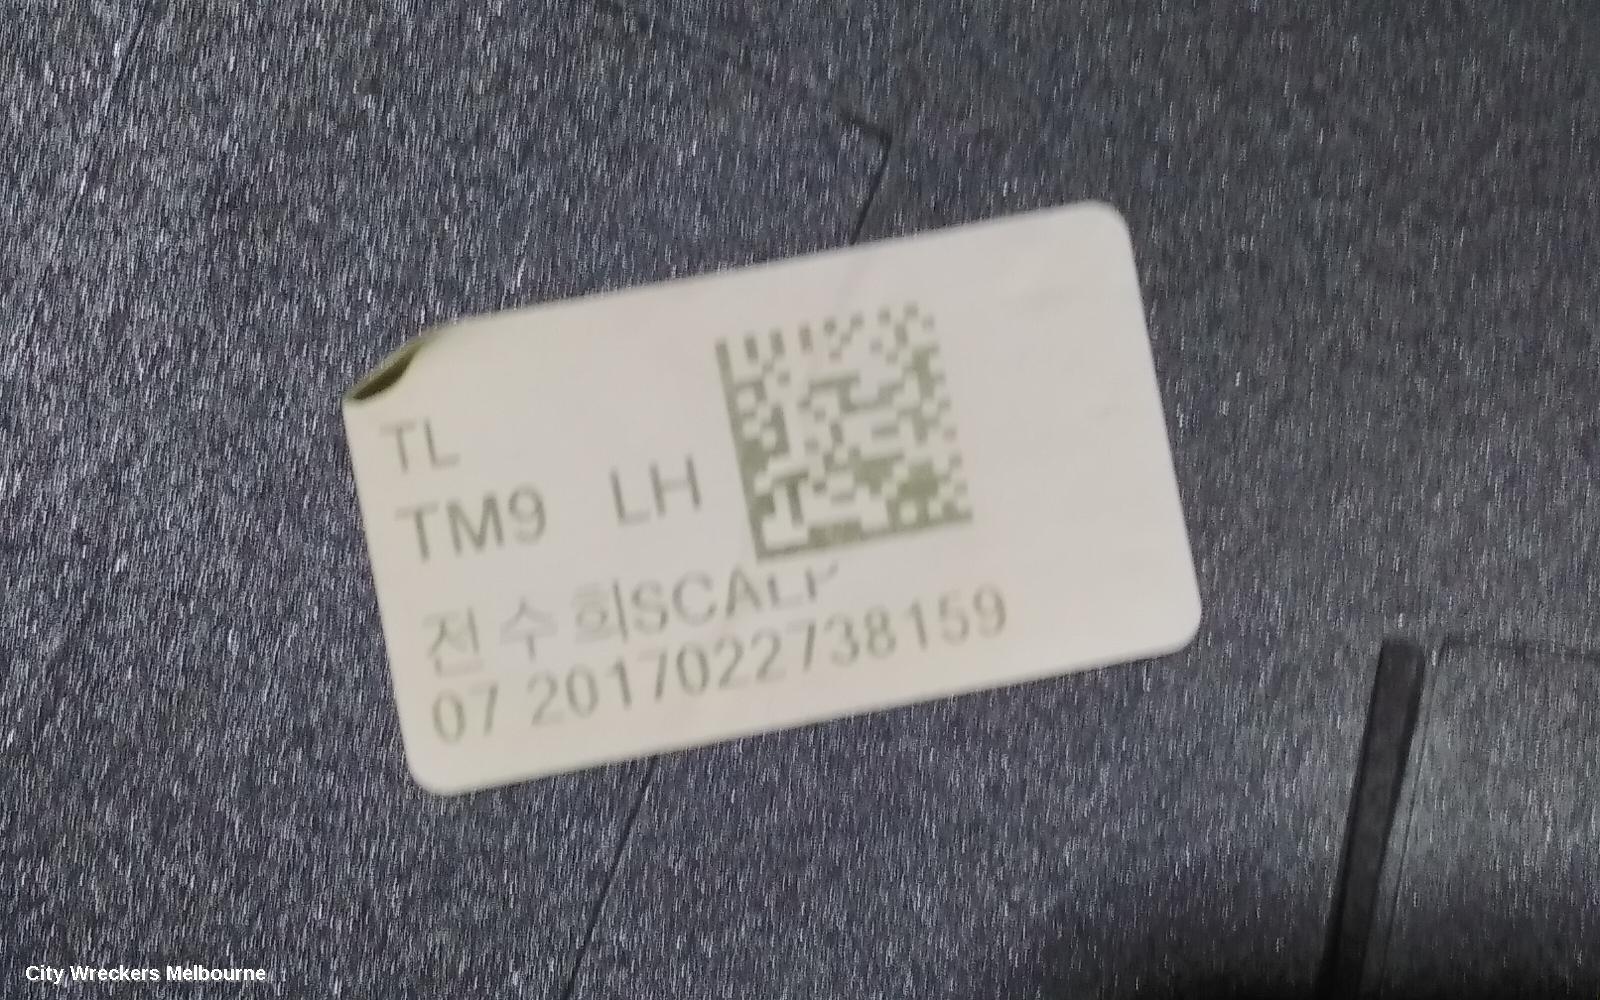 TL
TM9 LH
전수희SCALP
07 2017022738159
City Wreckers Melbourne